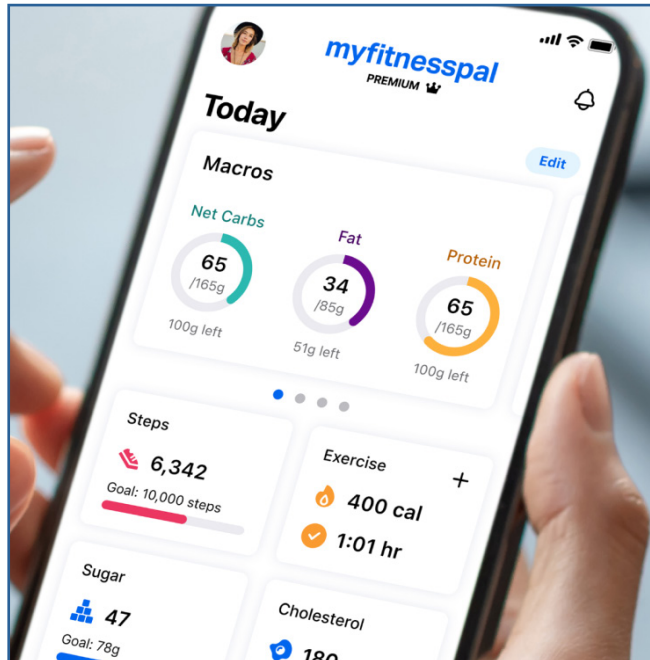 myfitnesspal
PREMIUM
Today
Edit
Macros
Net Carbs
65
/165g
100g left
Fat
34
/85g
51g left
Protein
65
/165g
100g left
Steps
6,342
Goal: 10,000 steps
Exercise
+
400 cal
1:01 hr
Sugar
47
Goal: 78g
Cholesterol
180